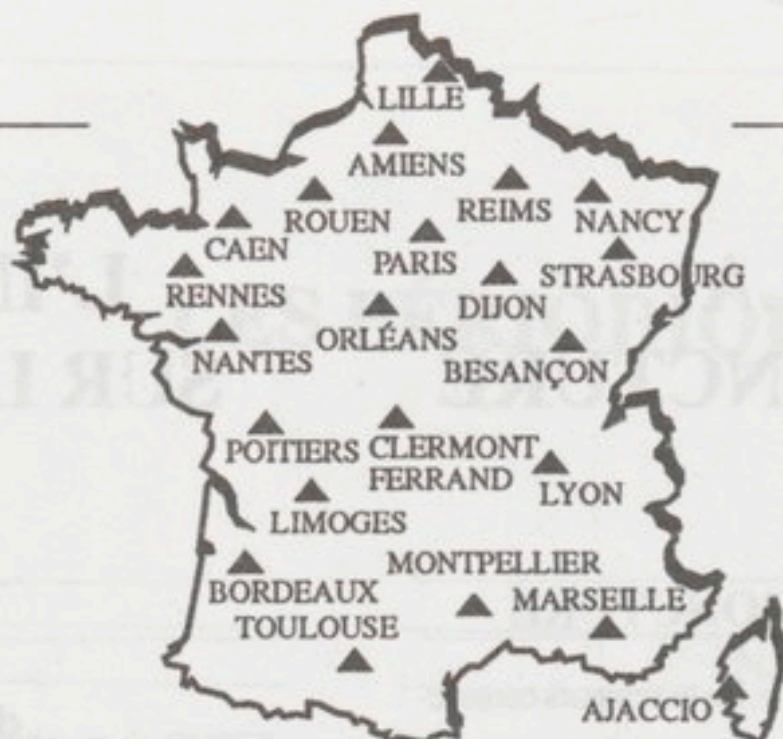 LILLE
AMIENS
ROUEN
REIMS
NANCY
CAEN
PARIS
STRASBOURG
RENNES
DIJON
ORLÉANS
NANTES
BESANÇON
POITIERS
CLERMONT
FERRAND
LYON
LIMOGES
MONTPELLIER
BORDEAUX
MARSEILLE
TOULOUSE
AJACCIO